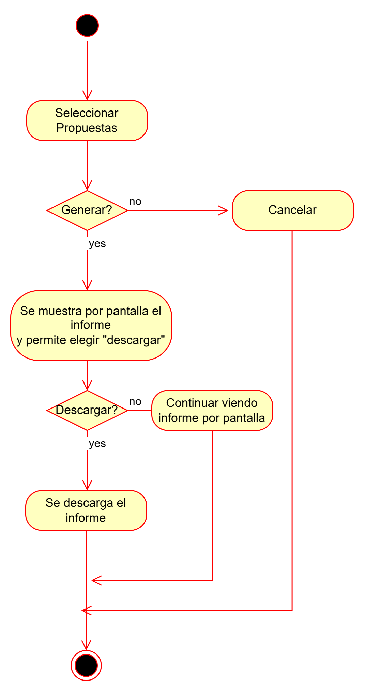 Seleccionar
Propuestas
Generar?
no
Cancelar
yes
Se muestra por pantalla el
informe
y permite elegir "descargar"
Descargar?
no
Continuar viendo
informe por pantalla
yes
Se descarga el
informe